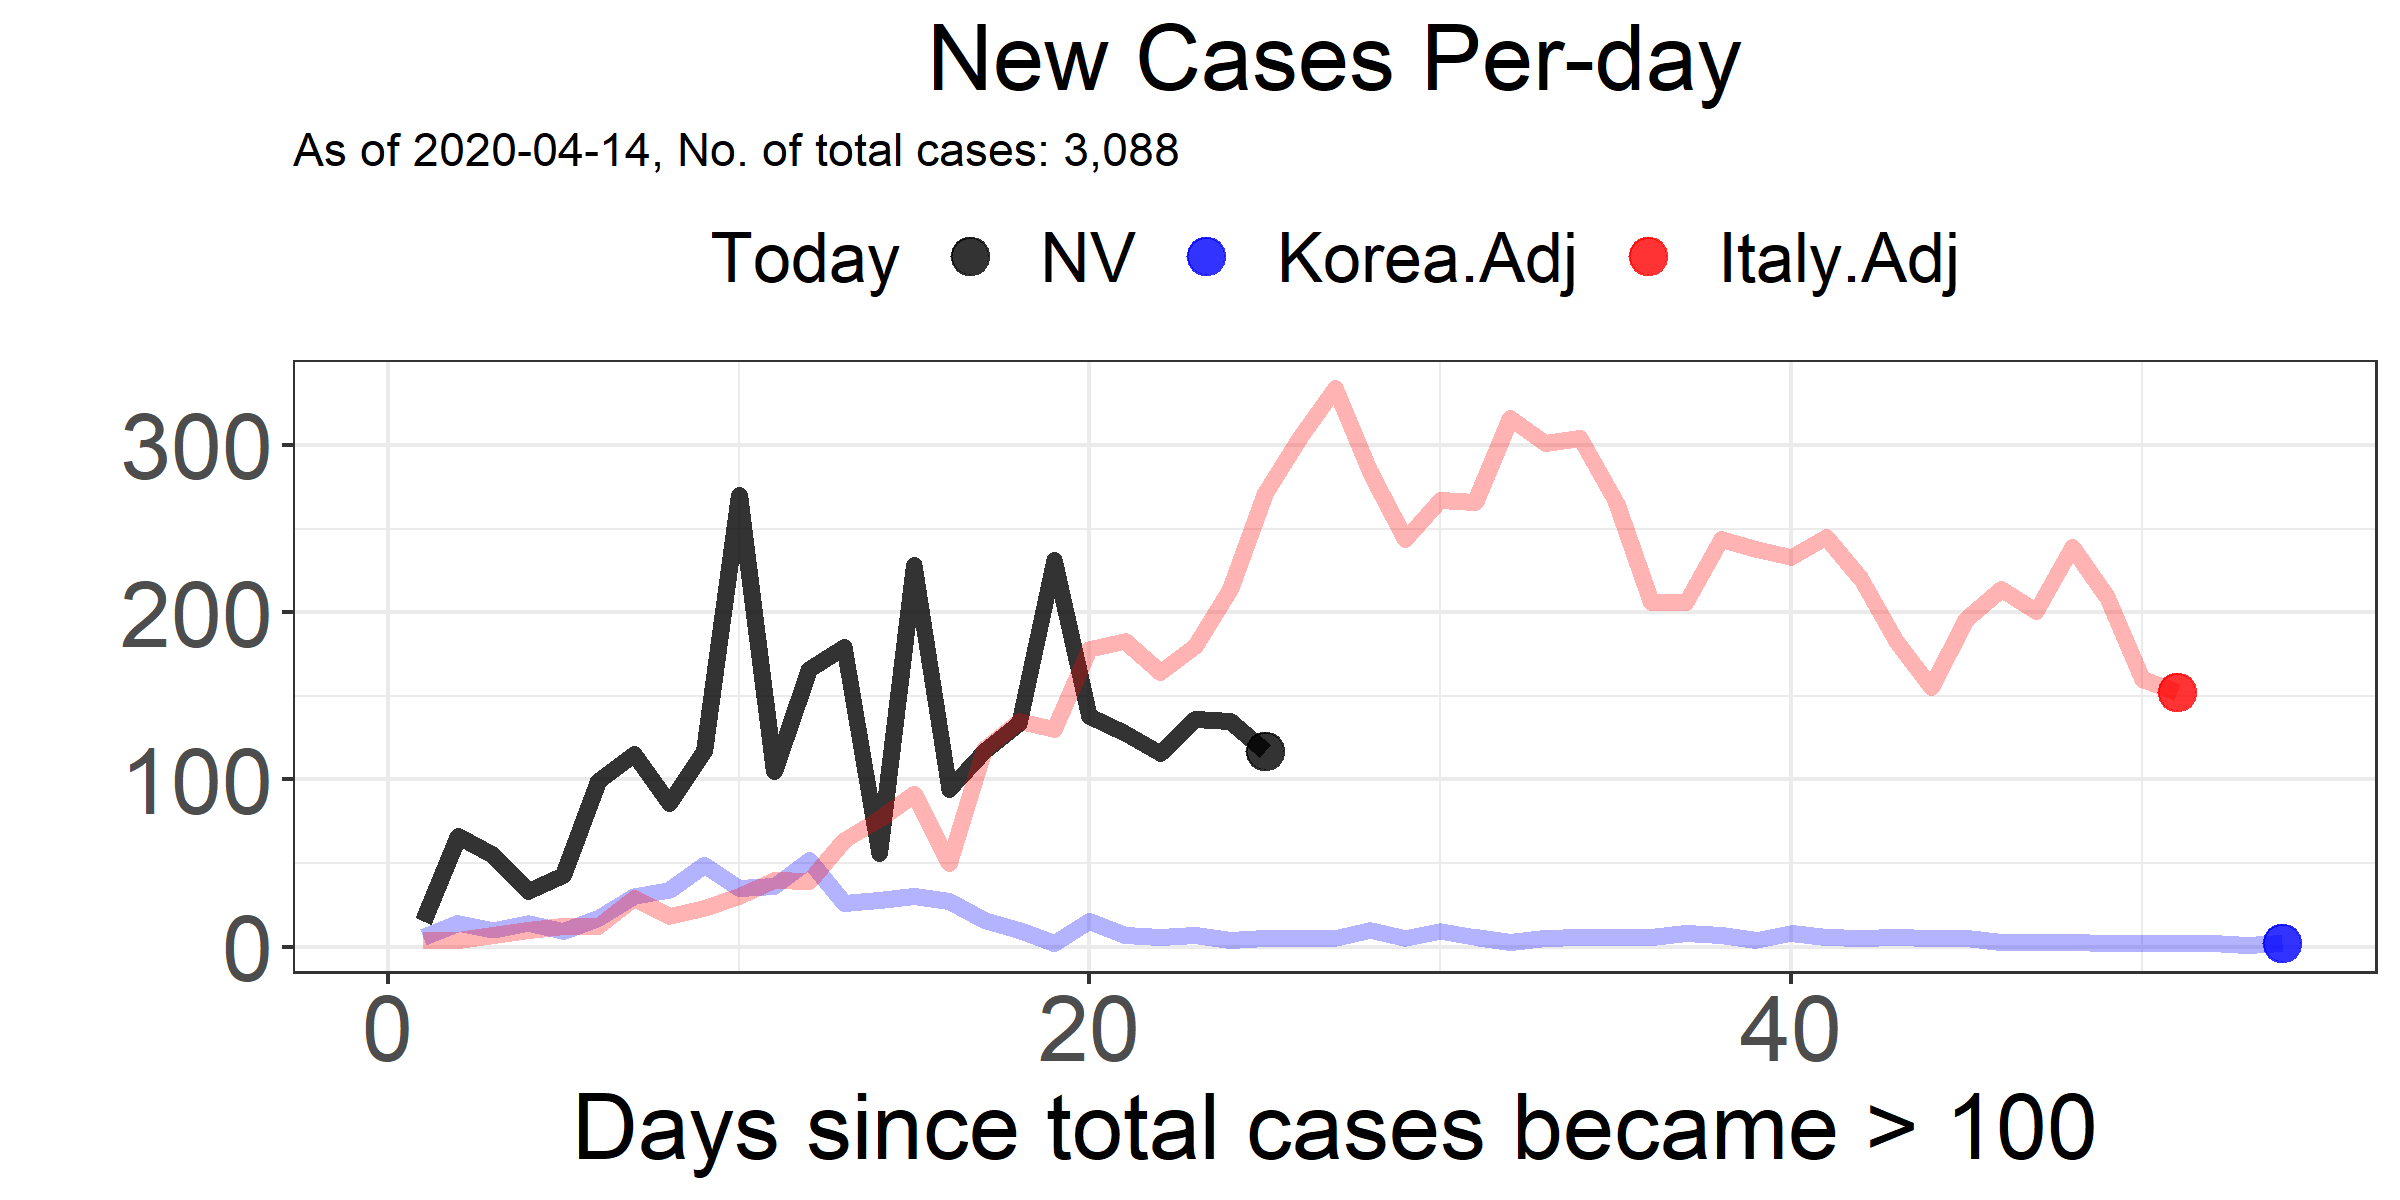 New Cases Per-day
As of 2020-04-14, No. of total cases: 3,088
Today NV Korea.Adj Italy.Adj
300
200
100
0
0 20 40
Days since total cases became > 100